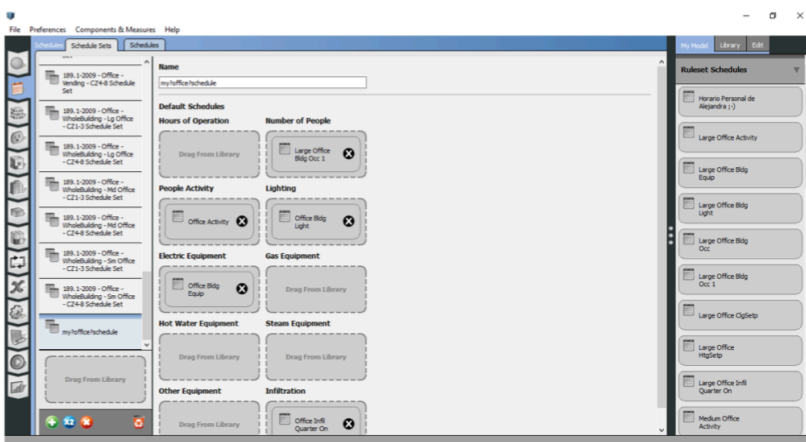 File Preferences Components & Measures Help
Schedules Schedule Sets Schedules
My Model Library Edit
189.1-2009 - Office -
Vending - CZ4-8 Schedule
Set
189.1-2009 - Office -
WholeBuilding - Lg Office
- CZ1-3 Schedule Set
189.1-2009 - Office -
WholeBuilding - Lg Office
- CZ4-8 Schedule Set
189.1-2009 - Office -
WholeBuilding - Md Office
- CZ1-3 Schedule Set
189.1-2009 - Office -
WholeBuilding - Md Office
- CZ4-8 Schedule Set
189.1-2009 - Office -
WholeBuilding - Sm Office
- CZ1-3 Schedule Set
189.1-2009 - Office -
WholeBuilding - Sm Office
- CZ4-8 Schedule Set
my?office?schedule
Drag From Library
Name
my?office?schedule
Default Schedules
Hours of Operation Number of People
Drag From Library
Large Office
Bldg Occ 1
People Activity Lighting
Office Activity
Office Bldg
Light
Electric Equipment Gas Equipment
Office Bldg
Equip
Drag From Library
Hot Water Equipment Steam Equipment
Drag From Library Drag From Library
Other Equipment Infiltration
Drag From Library
Office Infil
Quarter On
Ruleset Schedules
Horario Personal de
Alejandra ;-)
Large Office Activity
Large Office Bldg
Equip
Large Office Bldg
Light
Large Office Bldg
Occ
Large Office Bldg
Occ 1
Large Office ClgSetp
Large Office
HtgSetp
Large Office Infil
Quarter On
Medium Office
Activity